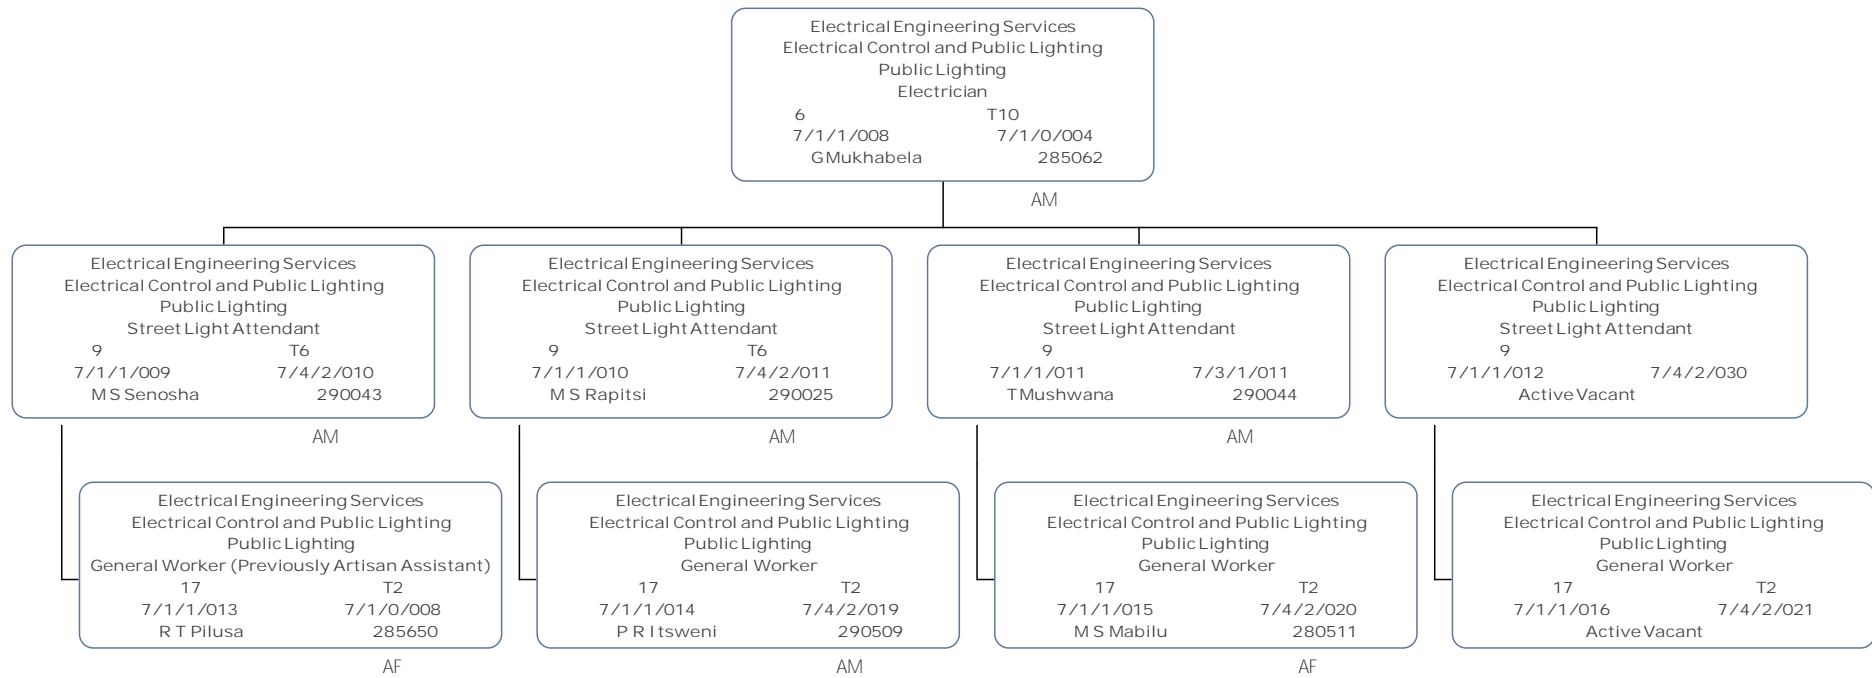 Electrical Engineering Services
Electrical Control and Public Lighting
Public Lighting
Electrician
6 T10
7/1/1/008 7/1/0/004
G Mukhabela 285062
AM
Electrical Engineering Services
Electrical Control and Public Lighting
Public Lighting
Street Light Attendant
9 T6
7/1/1/009 7/4/2/010
M S Senosha 290043
AM
Electrical Engineering Services
Electrical Control and Public Lighting
Public Lighting
Street Light Attendant
9 T6
7/1/1/010 7/4/2/011
M S Rapitsi 290025
AM
Electrical Engineering Services
Electrical Control and Public Lighting
Public Lighting
Street Light Attendant
9
7/1/1/011 7/3/1/011
T Mushwana 290044
AM
Electrical Engineering Services
Electrical Control and Public Lighting
Public Lighting
Street Light Attendant
9
7/1/1/012 7/4/2/030
Active Vacant
Electrical Engineering Services
Electrical Control and Public Lighting
Public Lighting
General Worker (Previously Artisan Assistant)
17 T2
7/1/1/013 7/1/0/008
R T Pilusa 285650
AF
Electrical Engineering Services
Electrical Control and Public Lighting
Public Lighting
General Worker
17 T2
7/1/1/014 7/4/2/019
P R Itsweni 290509
AM
Electrical Engineering Services
Electrical Control and Public Lighting
Public Lighting
General Worker
17 T2
7/1/1/015 7/4/2/020
M S Mabilu 280511
AF
Electrical Engineering Services
Electrical Control and Public Lighting
Public Lighting
General Worker
17 T2
7/1/1/016 7/4/2/021
Active Vacant